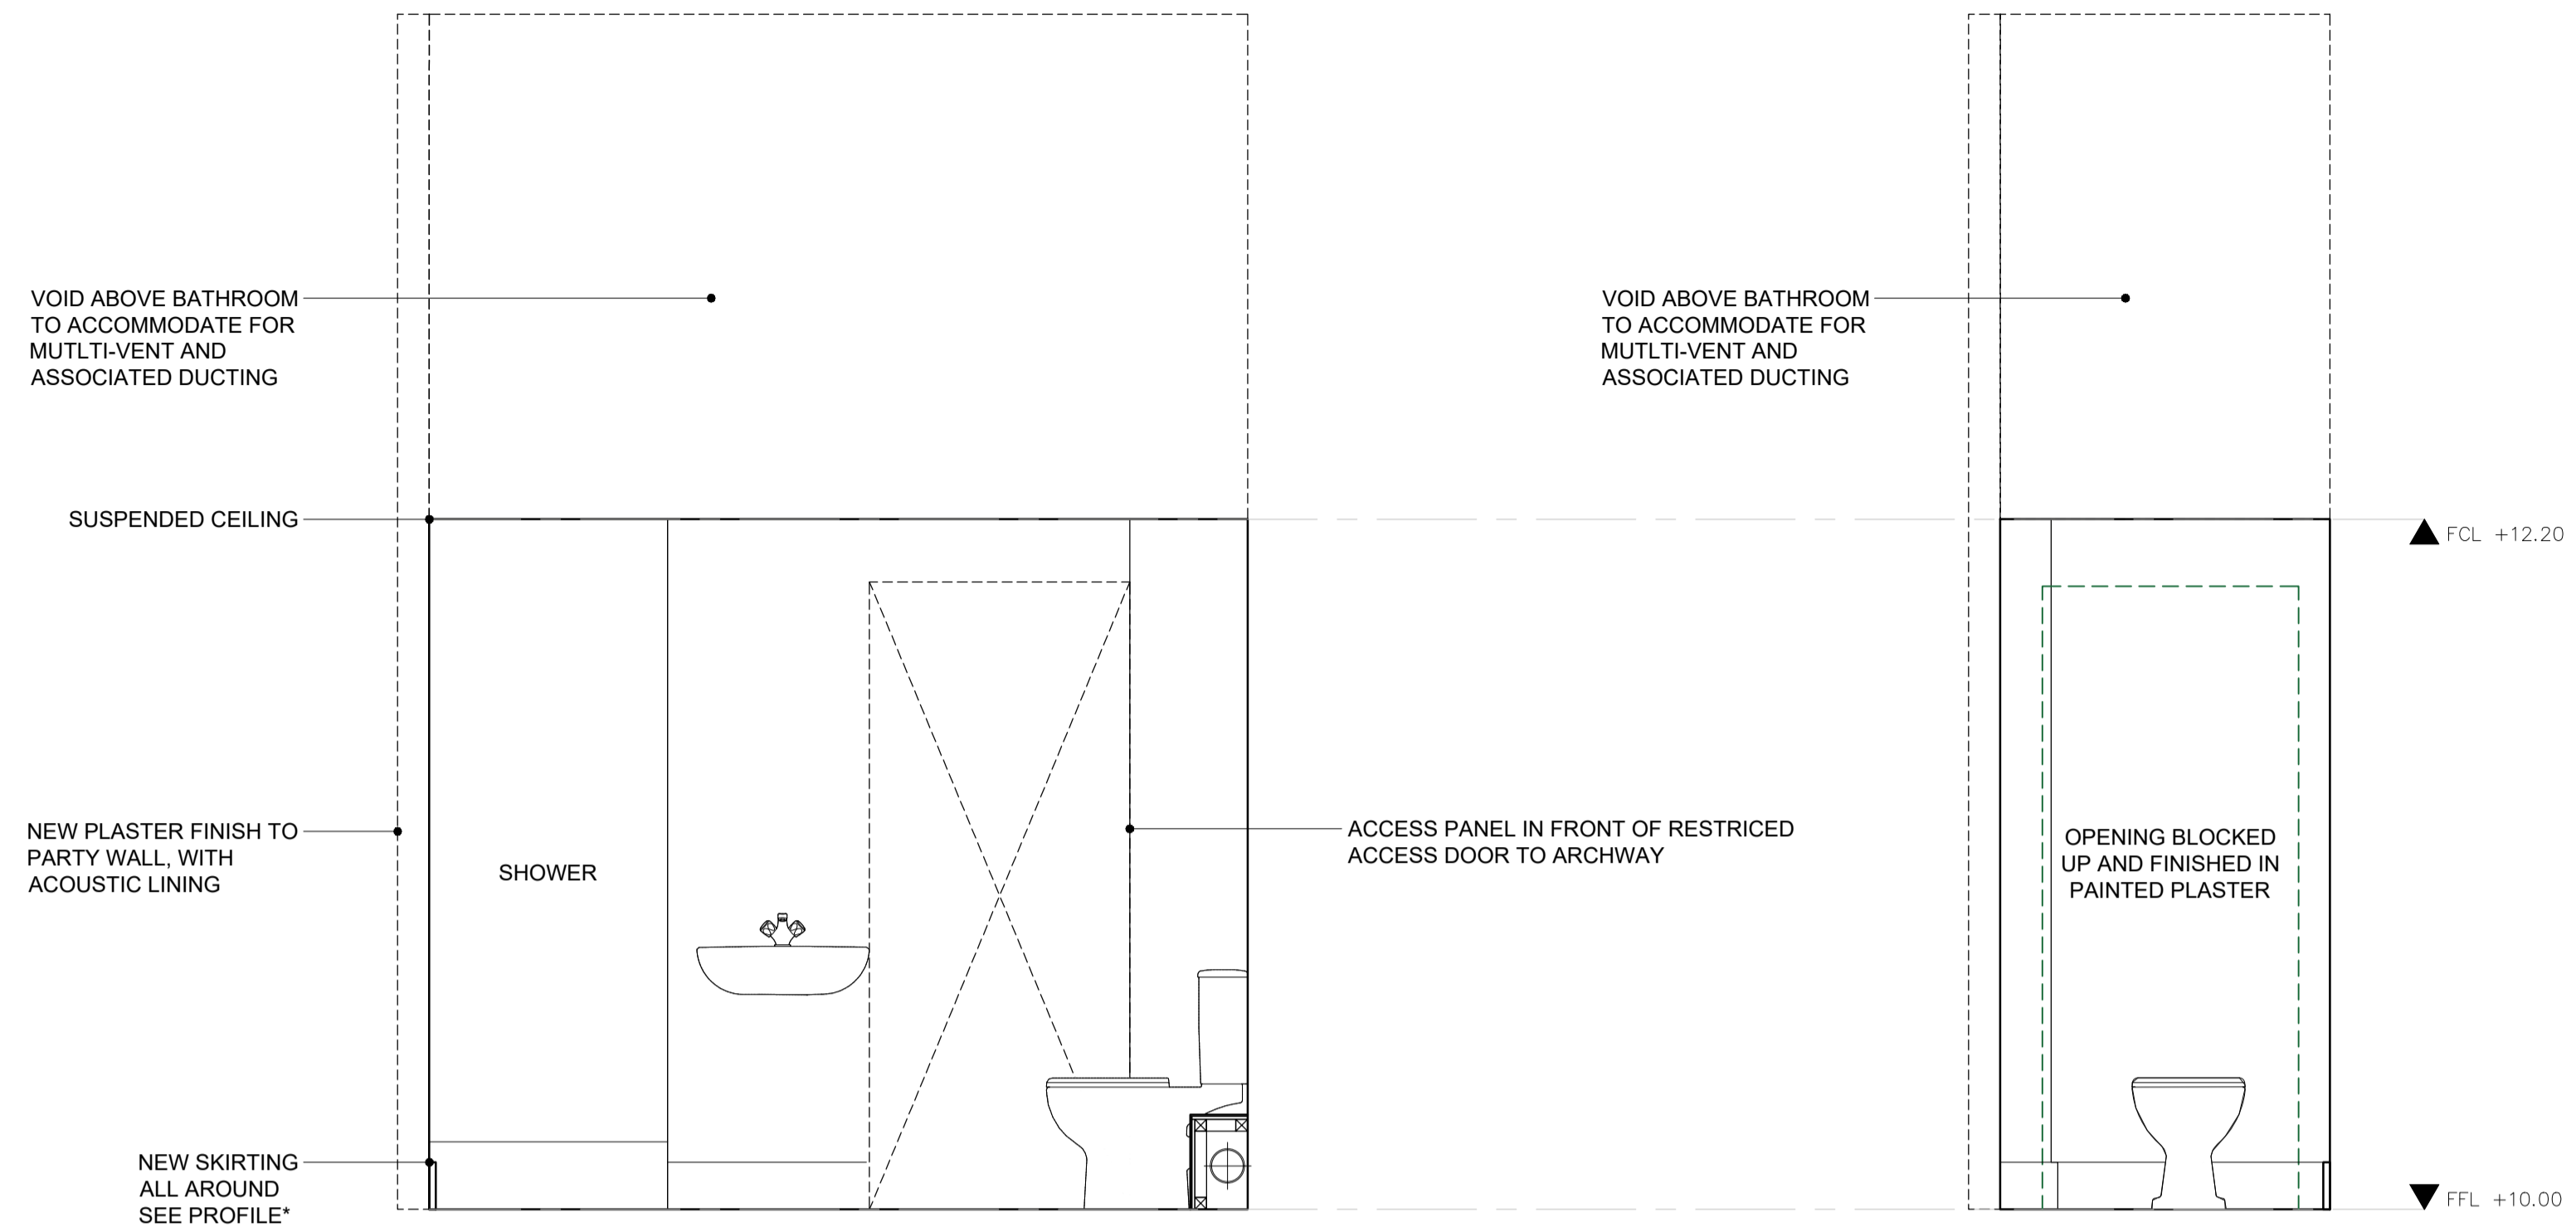 VOID ABOVE BATHROOM
TO ACCOMMODATE FOR
MUTLTI-VENT AND
ASSOCIATED DUCTING
VOID ABOVE BATHROOM
TO ACCOMMODATE FOR
MUTLTI-VENT AND
ASSOCIATED DUCTING
SUSPENDED CEILING
FCL +12.20
NEW PLASTER FINISH TO
PARTY WALL, WITH
ACOUSTIC LINING
SHOWER
ACCESS PANEL IN FRONT OF RESTRICED
ACCESS DOOR TO ARCHWAY
OPENING BLOCKED
UP AND FINISHED IN
PAINTED PLASTER
NEW SKIRTING
ALL AROUND
SEE PROFILE*
FFL +10.00